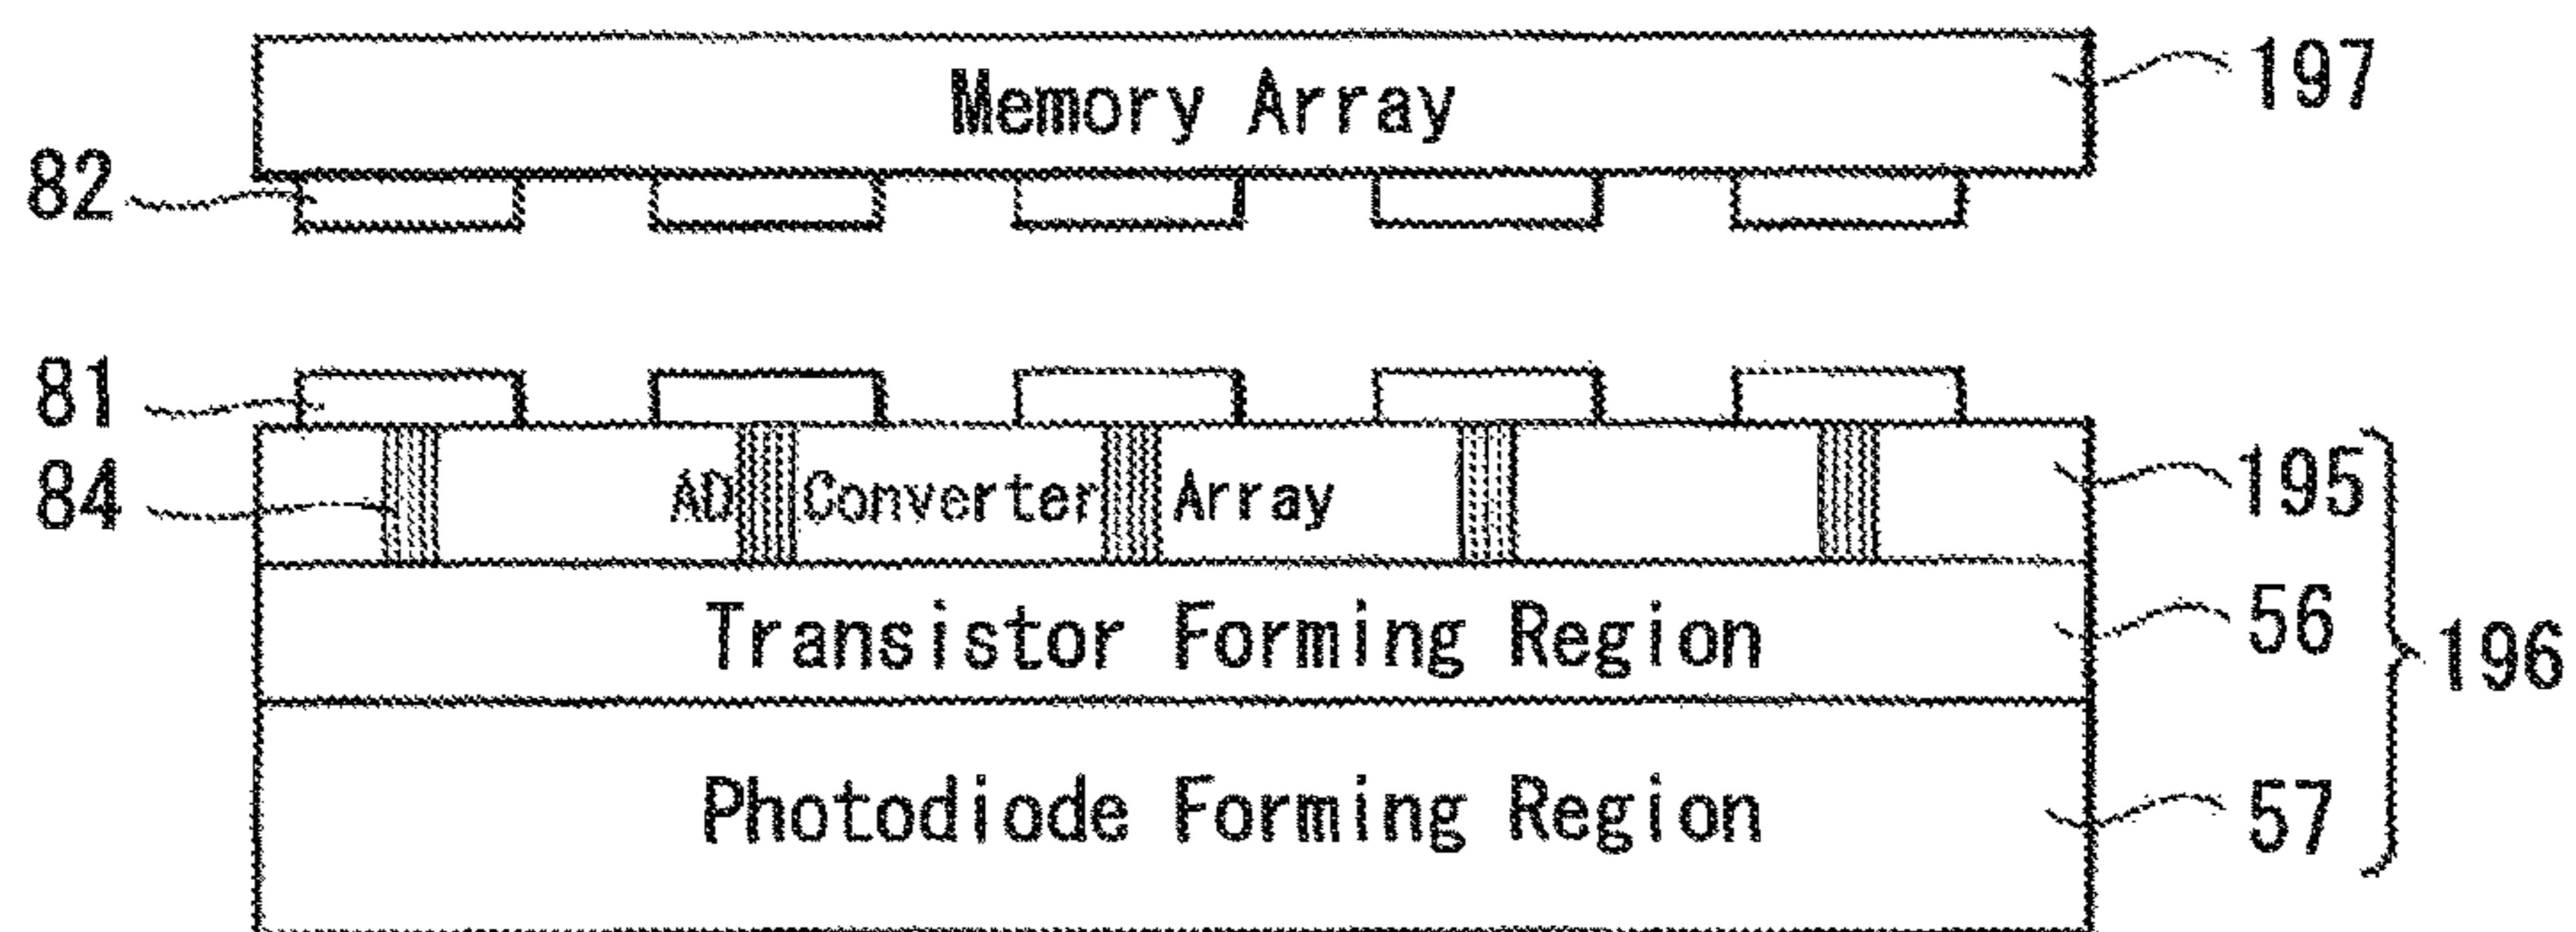 Memory Array
197
82
81
84
AD Converter Array
195
Transistor Forming Region
56
196
Photodiode Forming Region
57